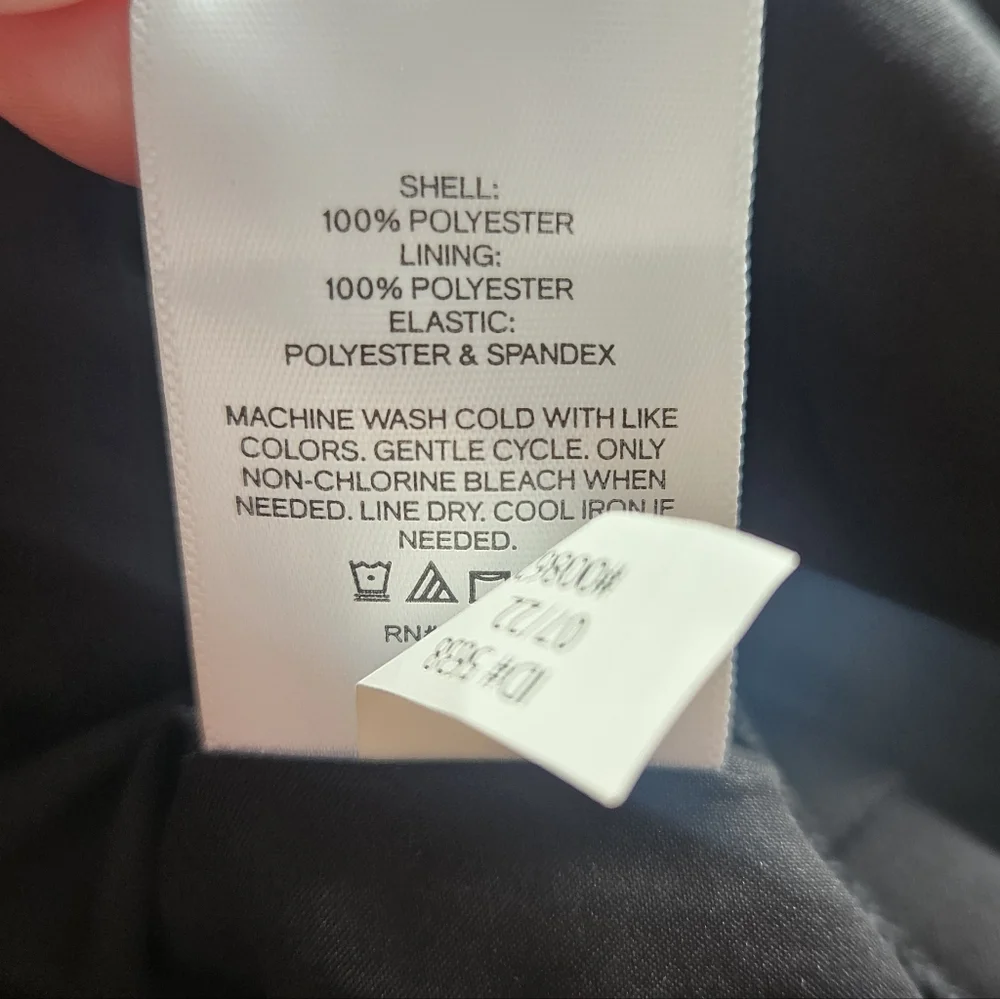 SHELL:
100% POLYESTER
LINING:
100% POLYESTER
ELASTIC:
POLYESTER & SPANDEX
MACHINE WASH COLD WITH LIKE
COLORS. GENTLE CYCLE. ONLY
NON-CHLORINE BLEACH WHEN
NEEDED. LINE DRY. COOL IRON IF
NEEDED.
RN#
07/22